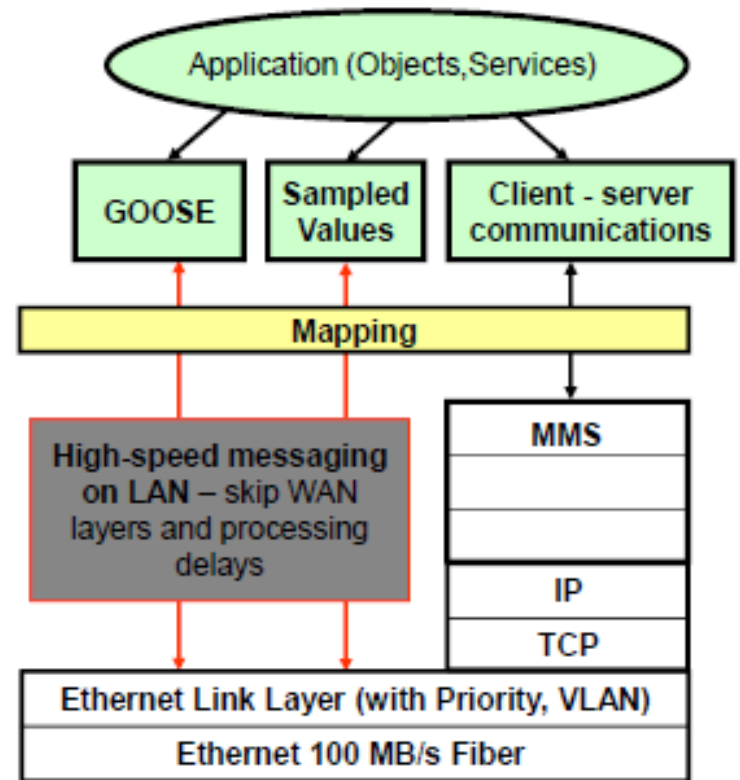 Application (Objects,Services)
GOOSE
Sampled
Values
Client - server
communications
Mapping
High-speed messaging
on LAN – skip WAN
layers and processing
delays
MMS
IP
TCP
Ethernet Link Layer (with Priority, VLAN)
Ethernet 100 MB/s Fiber